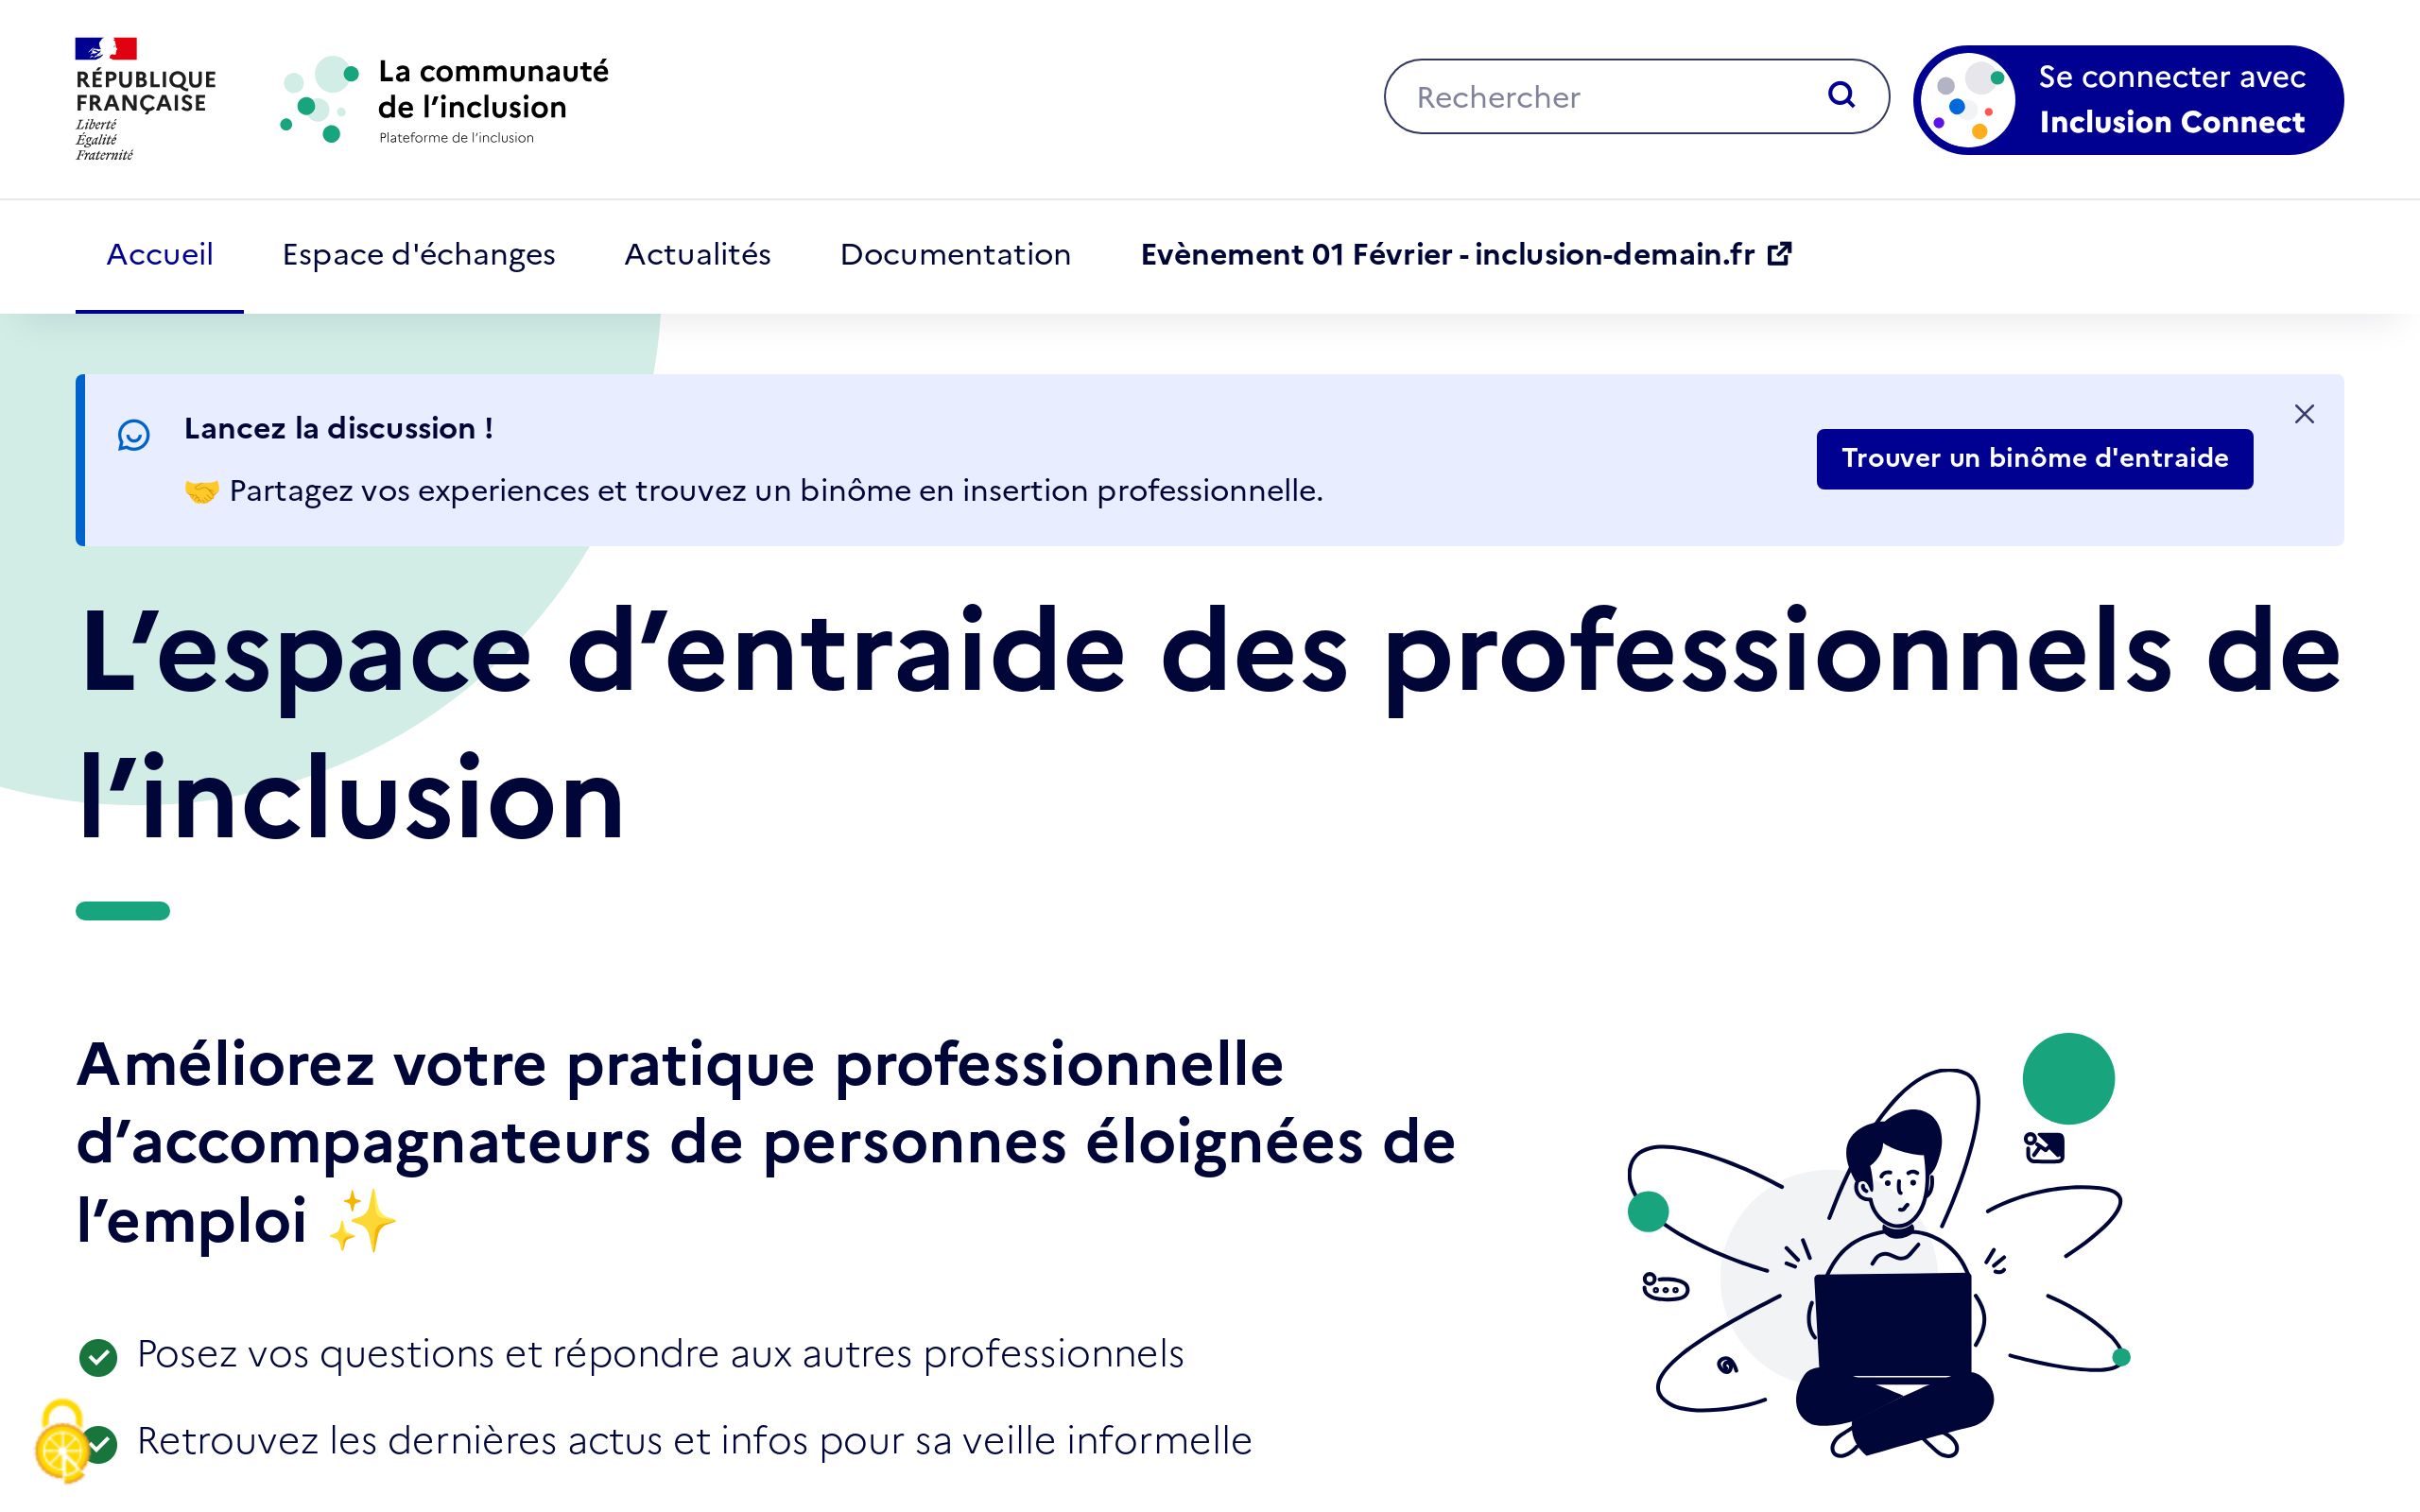 RÉPUBLIQUE
FRANÇAISE
Liberté
Égalité
Fraternité
La communauté
de l’inclusion
Plateforme de l’inclusion
Rechercher
Se connecter avec
Inclusion Connect
Accueil
Espace d'échanges
Actualités
Documentation
Evènement 01 Février - inclusion-demain.fr
Lancez la discussion !
🤝 Partagez vos experiences et trouvez un binôme en insertion professionnelle.
Trouver un binôme d'entraide
L’espace d’entraide des professionnels de
l’inclusion
Améliorez votre pratique professionnelle
d’accompagnateurs de personnes éloignées de
l’emploi ✨
Posez vos questions et répondre aux autres professionnels
Retrouvez les dernières actus et infos pour sa veille informelle